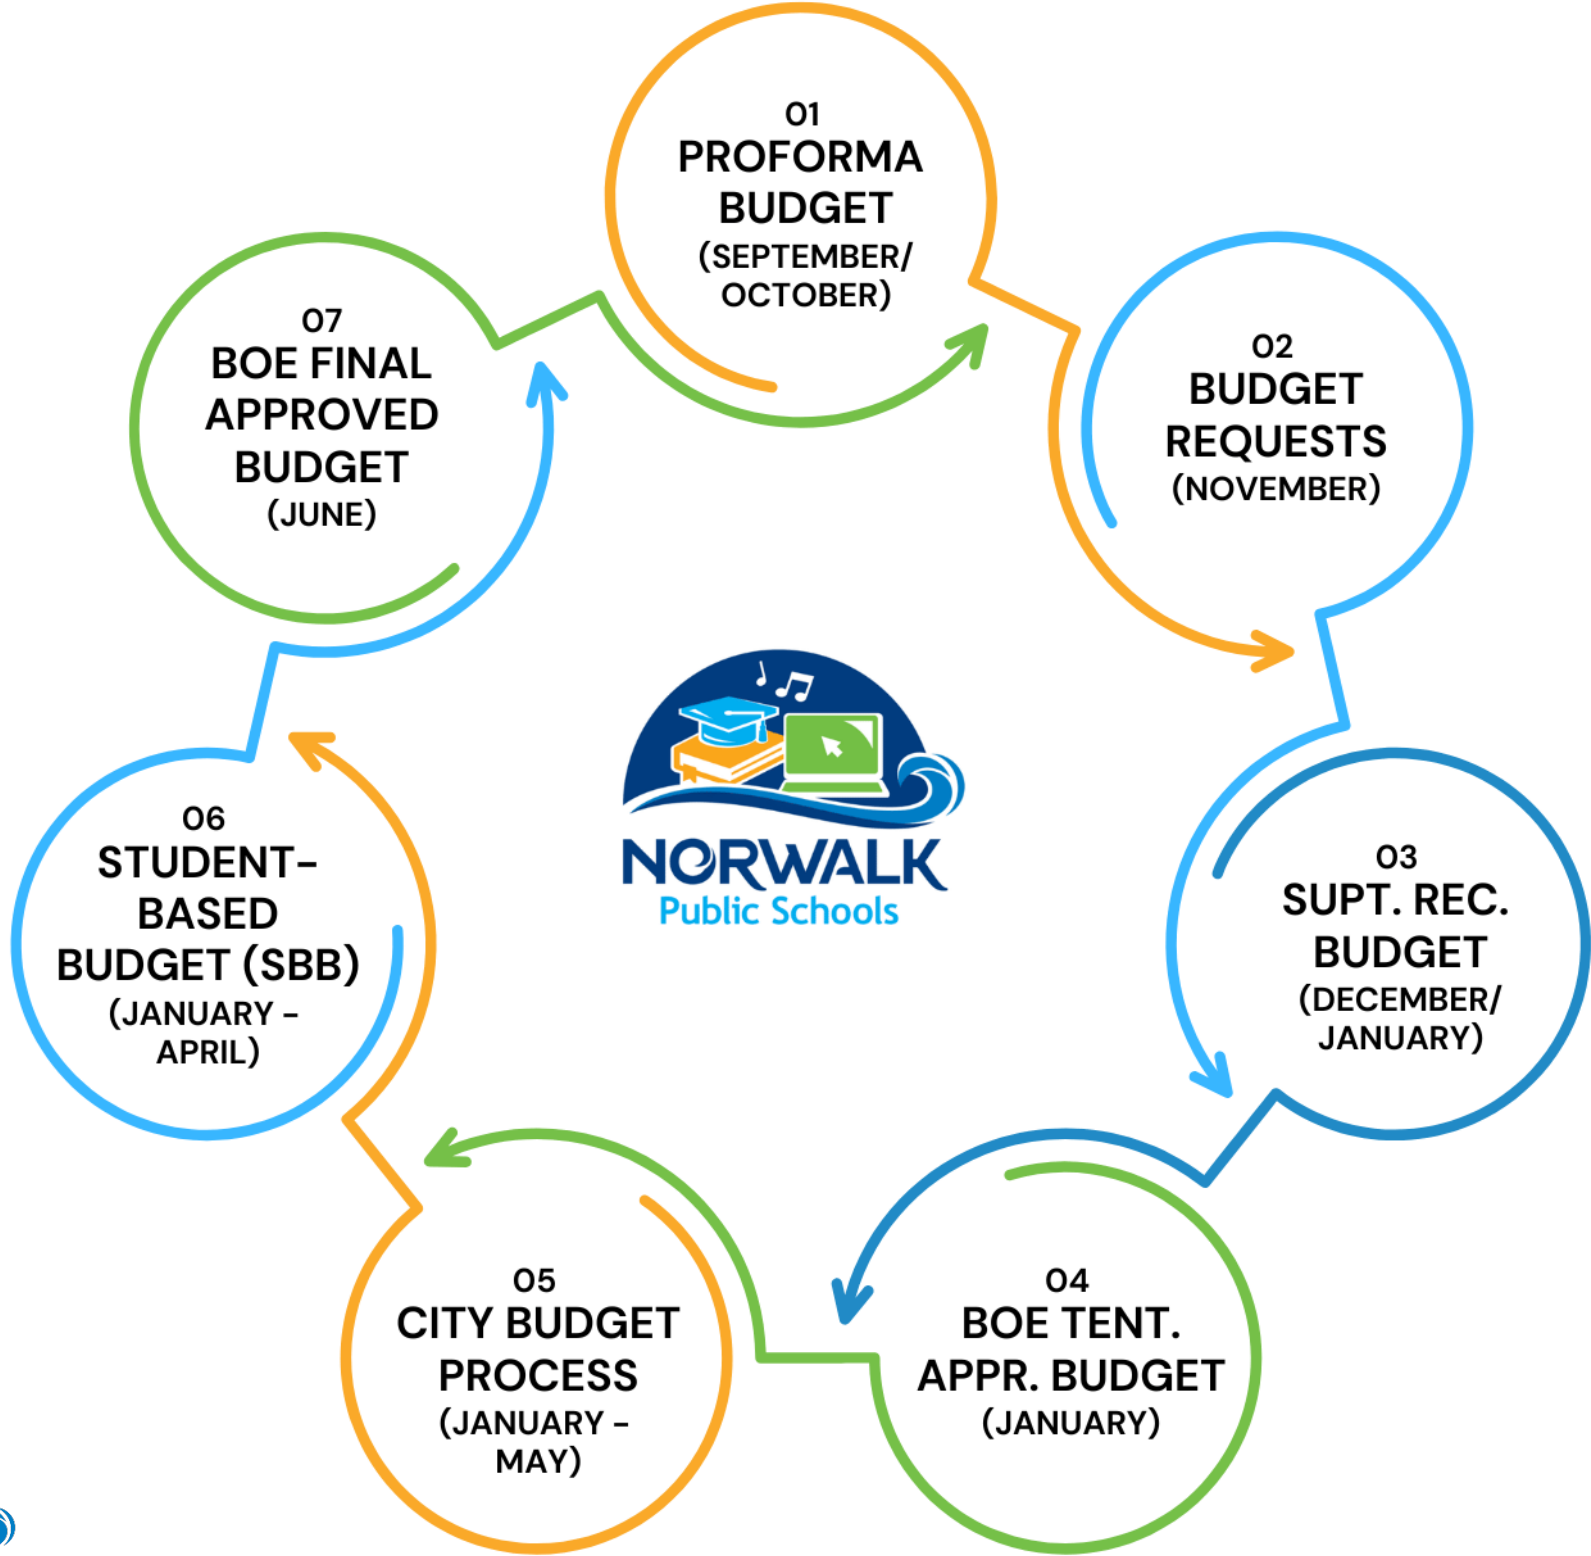 01
PROFORMA
BUDGET
(SEPTEMBER/
OCTOBER)
02
BUDGET
REQUESTS
(NOVEMBER)
03
SUPT. REC.
BUDGET
(DECEMBER/
JANUARY)
04
BOE TENT.
APPR. BUDGET
(JANUARY)
05
CITY BUDGET
PROCESS
(JANUARY -
MAY)
06
STUDENT-
BASED
BUDGET (SBB)
(JANUARY -
APRIL)
07
BOE FINAL
APPROVED
BUDGET
(JUNE)
NORWALK
Public Schools